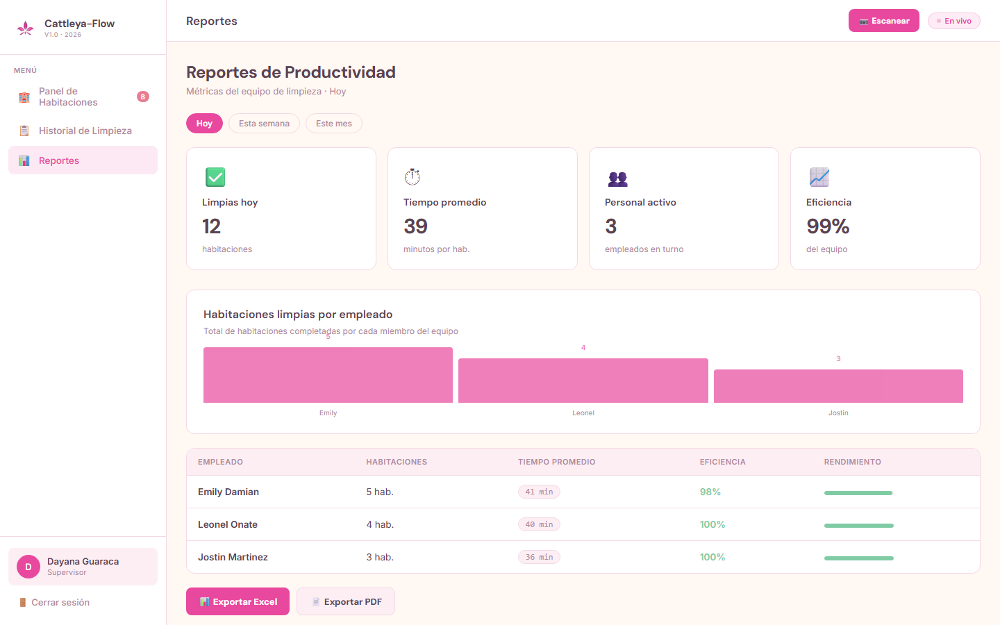 Cattleya-Flow
V1.0 · 2026
MENÚ
Panel de
Habitaciones
8
Historial de Limpieza
Reportes
Dayana Guaraca
D
Supervisor
Cerrar sesión
Reportes
Escanear
En vivo
Reportes de Productividad
Métricas del equipo de limpieza · Hoy
Hoy
Esta semana
Este mes
Limpias hoy
12
habitaciones
Tiempo promedio
39
minutos por hab.
Personal activo
3
empleados en turno
Eficiencia
99%
del equipo
Habitaciones limpias por empleado
Total de habitaciones completadas por cada miembro del equipo
5
4
3
Emily
Leonel
Jostin
EMPLEADO HABITACIONES TIEMPO PROMEDIO EFICIENCIA RENDIMIENTO
Emily Damian 5 hab. 41 min 98%
Leonel Onate 4 hab. 40 min 100%
Jostin Martinez 3 hab. 36 min 100%
Exportar Excel
Exportar PDF